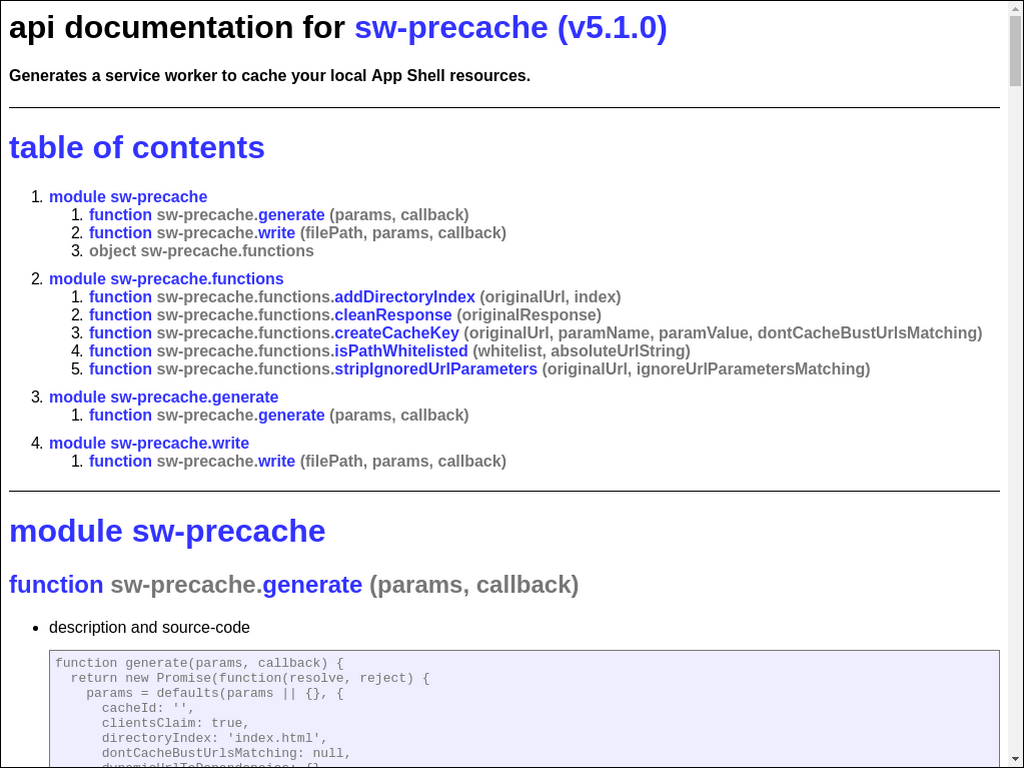 api documentation for sw-precache (v5.1.0)
Generates a service worker to cache your local App Shell resources.
table of contents
1. module sw-precache
1. function sw-precache.generate (params, callback)
2. function sw-precache.write (filePath, params, callback)
3. object sw-precache.functions
2. module sw-precache.functions
1. function sw-precache.functions.addDirectoryIndex (originalUrl, index)
2. function sw-precache.functions.cleanResponse (originalResponse)
3. function sw-precache.functions.createCacheKey (originalUrl, paramName, paramValue, dontCacheBustUrlsMatching)
4. function sw-precache.functions.isPathWhitelisted (whitelist, absoluteUrlString)
5. function sw-precache.functions.stripIgnoredUrlParameters (originalUrl, ignoreUrlParametersMatching)
3. module sw-precache.generate
1. function sw-precache.generate (params, callback)
4. module sw-precache.write
1. function sw-precache.write (filePath, params, callback)
module sw-precache
function sw-precache.generate (params, callback)
• description and source-code
function generate(params, callback) {
return new Promise(function(resolve, reject) {
params = defaults(params || {}, {
cacheId: '',
clientsClaim: true,
directoryIndex: 'index.html',
dontCacheBustUrlsMatching: null,
dynamicUrlToDependencies: {},